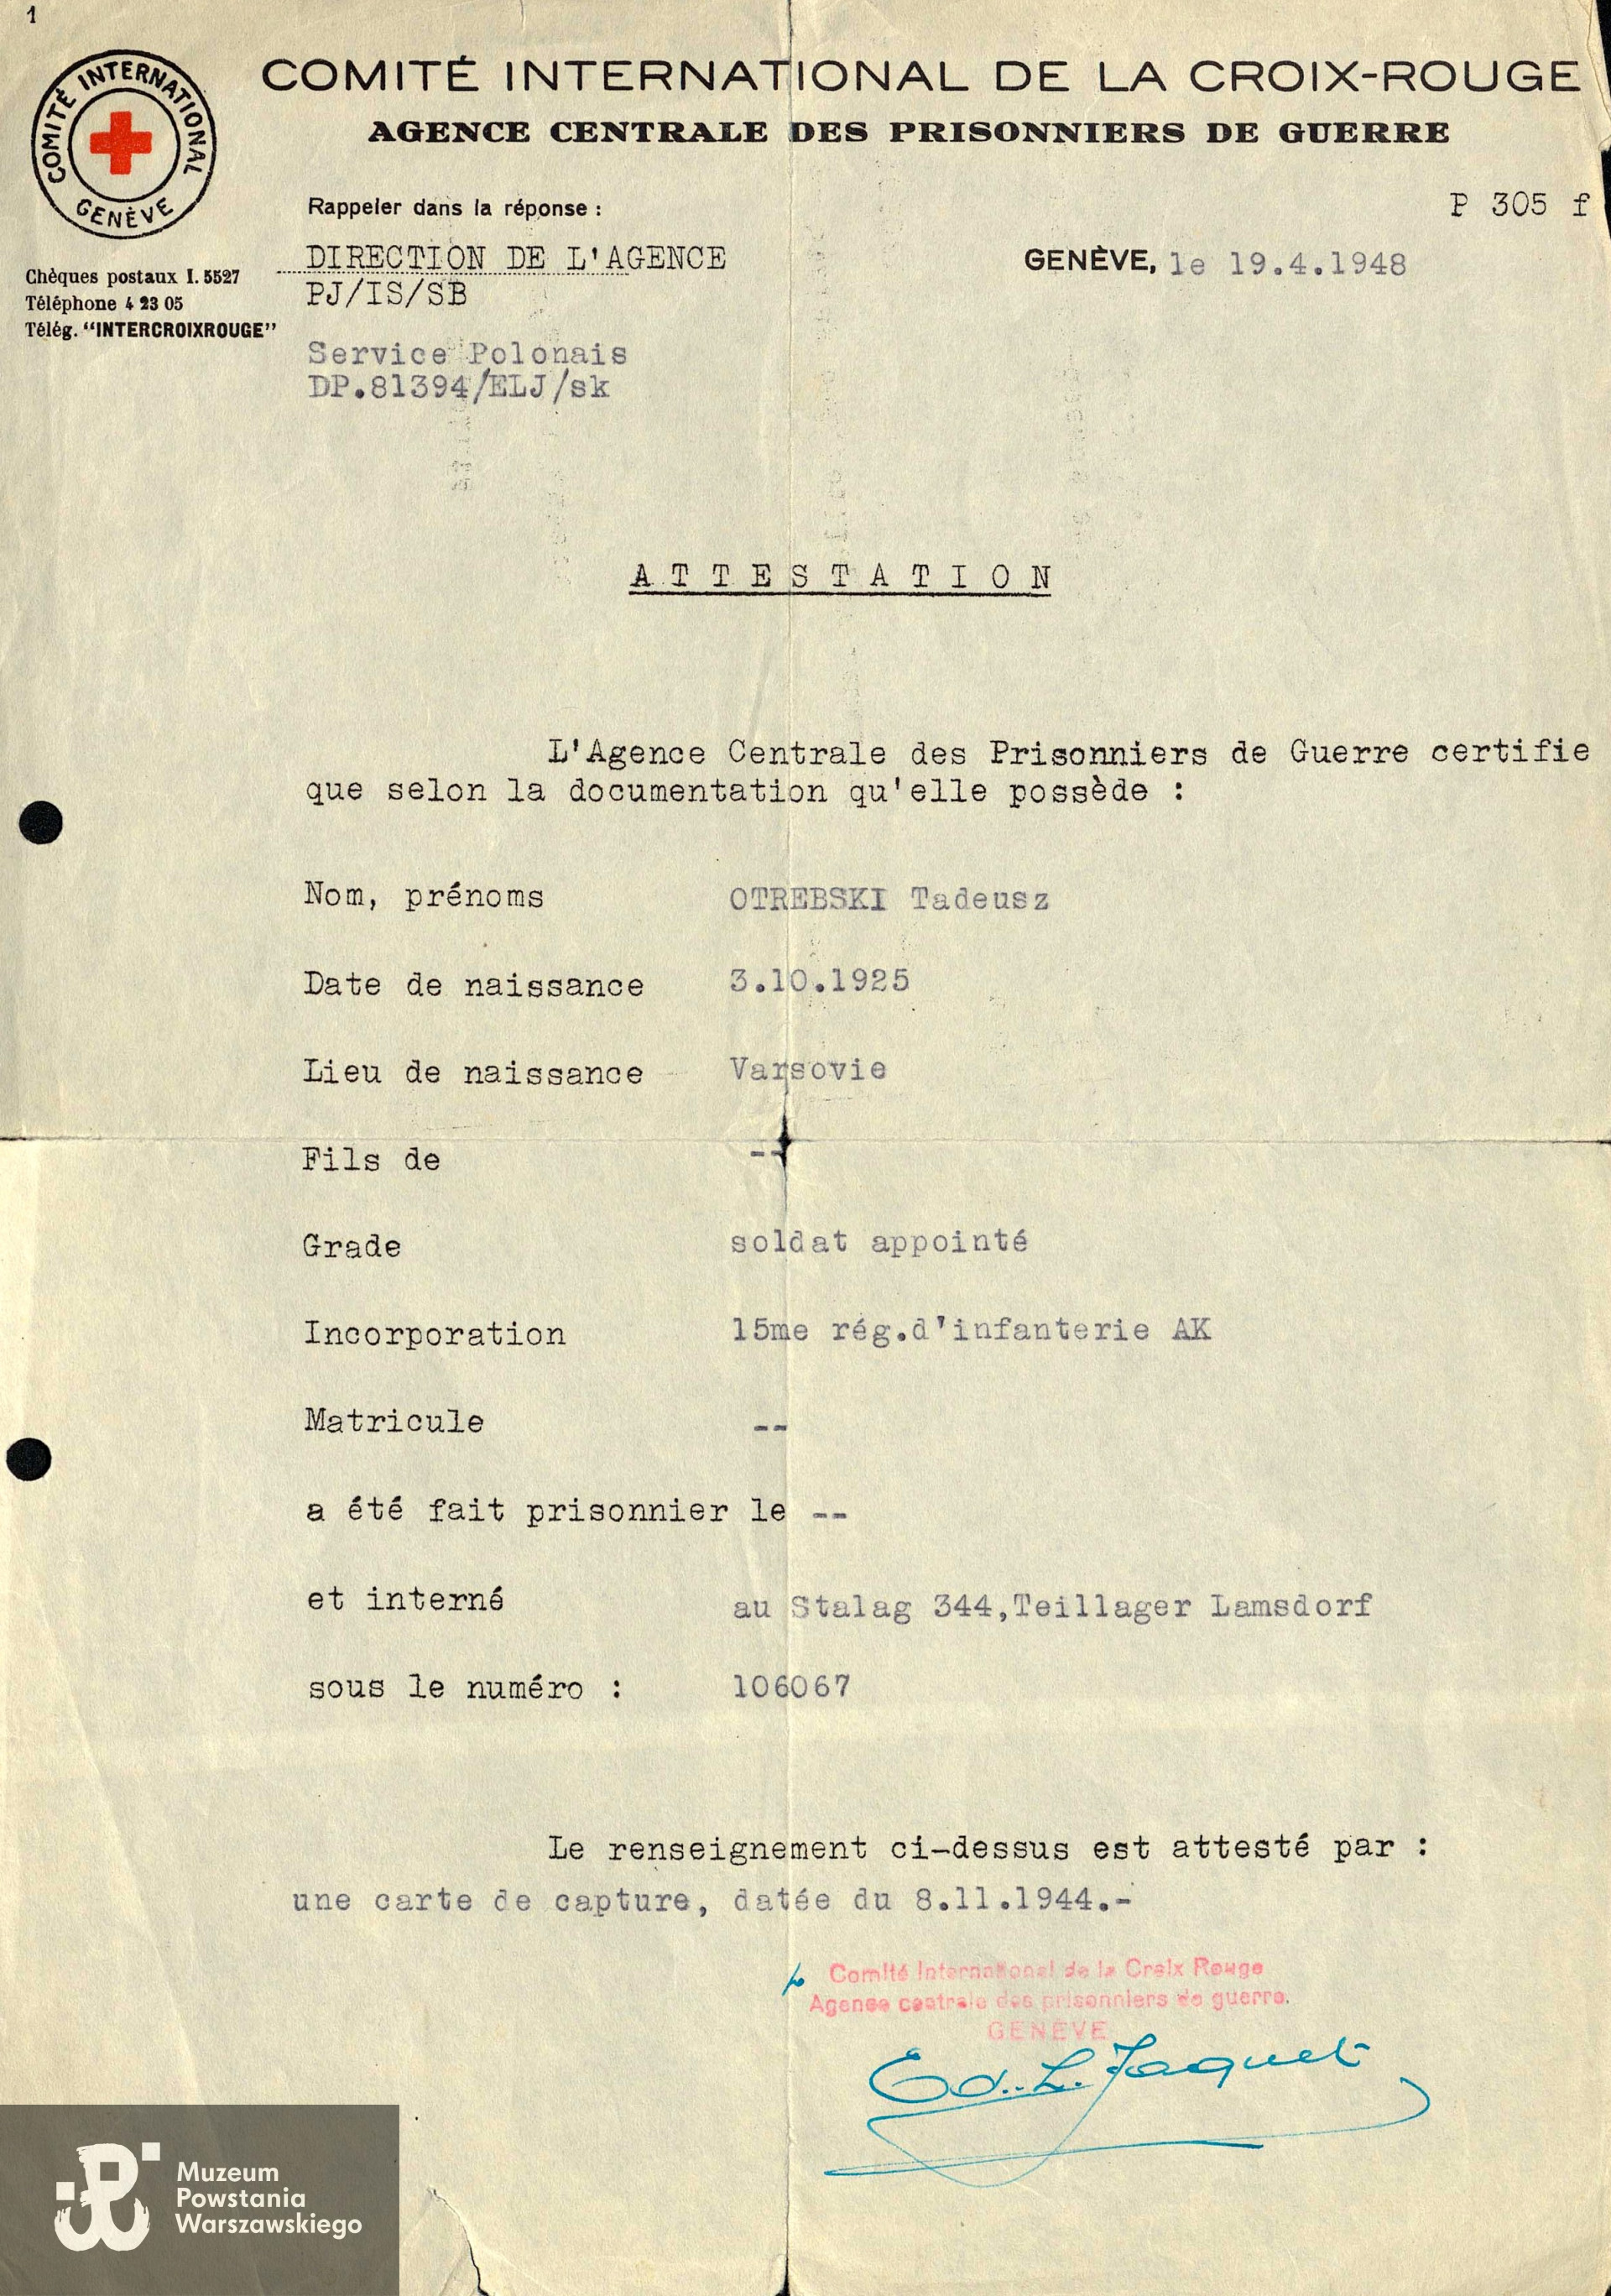 1
COMITÉ INTERNATIONAL GENÈVE
COMITÉ INTERNATIONAL DE LA CROIX-ROUGE
AGENCE CENTRALE DES PRISONNIERS DE GUERRE
Rappeler dans la réponse :
P 305 f
DIRECTION DE L'AGENCE
GENÈVE, le 19.4.1948
PJ/IS/SB
Chèques postaux I. 5527
Téléphone 4 23 05
Télég. “INTERCROIXROUGE”
Service Polonais
DP.81394/ELJ/sk
ATTESTATION
L'Agence Centrale des Prisonniers de Guerre certifie
que selon la documentation qu'elle possède :
Nom, prénoms OTREBSKI Tadeusz
Date de naissance 3.10.1925
Lieu de naissance Varsovie
Fils de --
Grade soldat appointé
Incorporation 15me rég.d'infanterie AK
Matricule --
a été fait prisonnier le --
et interné au Stalag 344,Teillager Lamsdorf
sous le numéro : 106067
Le renseignement ci-dessus est attesté par :
une carte de capture, datée du 8.11.1944.-
Comité International de la Croix Rouge
Agence centrale des prisonniers de guerre.
GENÈVE
Ed. L. Jaquet
Muzeum
Powstania
Warszawskiego